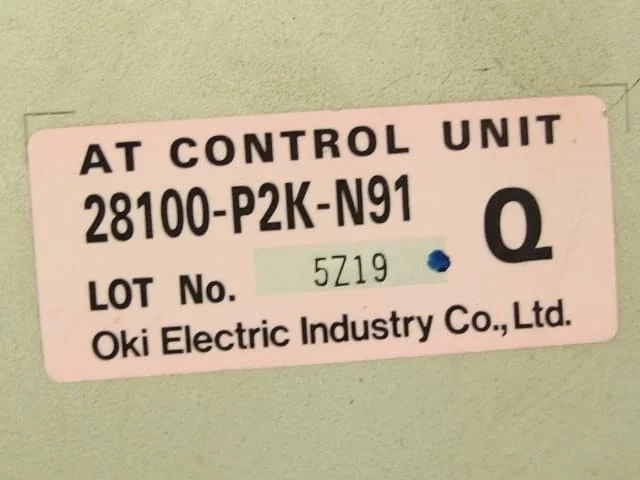 AT CONTROL UNIT
28100-P2K-N91 Q
LOT No. 5Z19
Oki Electric Industry Co., Ltd.